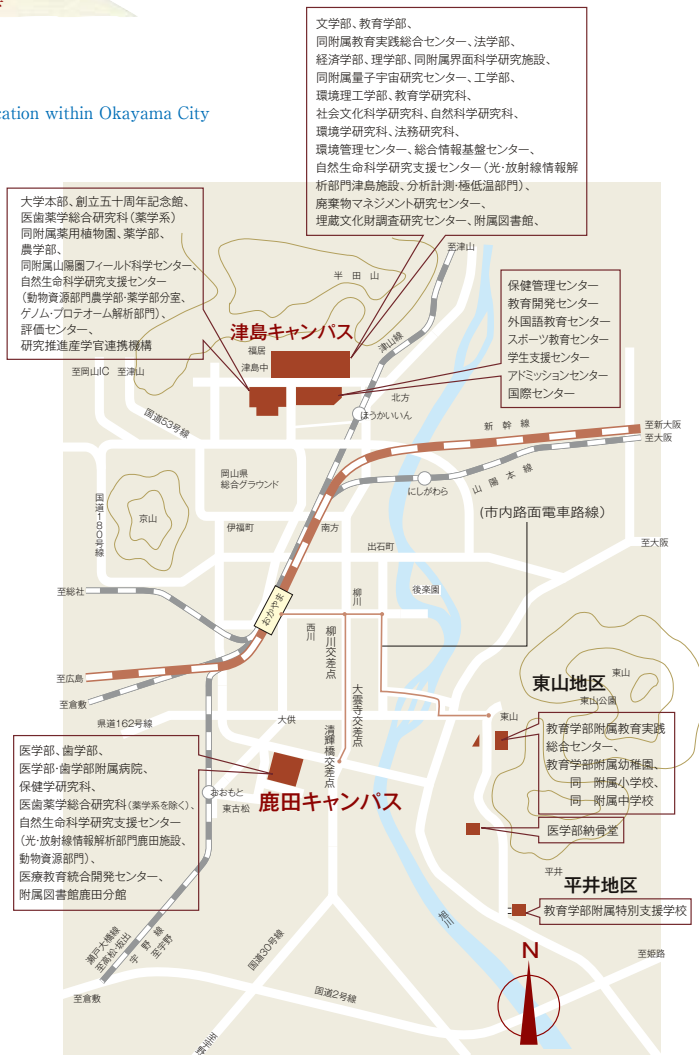 cation within Okayama City
文学部、教育学部、
同附属教育実践総合センター、法学部、
経済学部、理学部、同附属界面科学研究施設、
同附属量子宇宙研究センター、工学部、
環境理工学部、教育学研究科、
社会文化科学研究科、自然科学研究科、
環境学研究科、法務研究科、
環境管理センター、総合情報基盤センター、
自然生命科学研究支援センター(光・放射線情報解
析部門津島施設、分析計測・極低温部門)、
廃棄物マネジメント研究センター、
埋蔵文化財調査研究センター、附属図書館、
大学本部、創立五十周年記念館、
医歯薬学総合研究科(薬学系)
同附属薬用植物園、薬学部、
農学部、
同附属山陽圏フィールド科学センター、
自然生命科学研究支援センター
(動物資源部門農学部・薬学部分室、
ゲノム・プロテオーム解析部門)、
評価センター、
研究推進産学官連携機構
至津山
半田山
保健管理センター
教育開発センター
外国語教育センター
スポーツ教育センター
学生支援センター
アドミッションセンター
国際センター
津島キャンパス
津山線
福居
津島中
至岡山IC
至津山
北方
ほうかいいん
国道53号線
新幹線
至新大阪
至大阪
岡山県
総合グラウンド
にしがわら
山陽本線
国道180号線
京山
伊福町
南方
(市内路面電車路線)
出石町
至大阪
至総社
おかやま
柳川
後楽園
西川
柳川交差点
至広島
至倉敷
大雲寺交差点
東山地区
東山
東山公園
県道162号線
大供
清輝橋交差点
東山
教育学部附属教育実践
総合センター、
教育学部附属幼稚園、
同 附属小学校、
同 附属中学校
医学部、歯学部、
医学部・歯学部附属病院、
保健学研究科、
医歯薬学総合研究科(薬学系を除く)、
自然生命科学研究支援センター
(光・放射線情報解析部門鹿田施設、
動物資源部門)、
医療教育統合開発センター、
附属図書館鹿田分館
おおもと
東古松
鹿田キャンパス
医学部納骨堂
平井
平井地区
教育学部附属特別支援学校
旭川
瀬戸大橋線
至高松・坂出
宇野線
至宇野
国道30号線
N
至姫路
至倉敷
国道2号線
至玉野